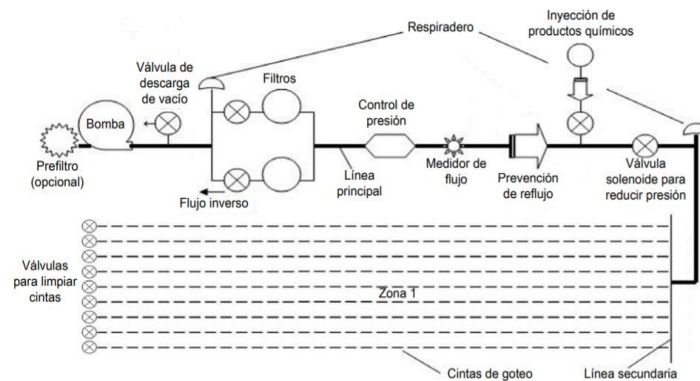 Respiradero
Inyección de
productos químicos
Válvula de
descarga
de vacío
Filtros
Control de
presión
Bomba
Prefiltro
(opcional)
Flujo inverso
Línea
principal
Medidor de
flujo
Prevención
de reflujo
Válvula
solenoide para
reducir presión
Válvulas
para limpiar
cintas
Zona 1
Cintas de goteo
Línea secundaria